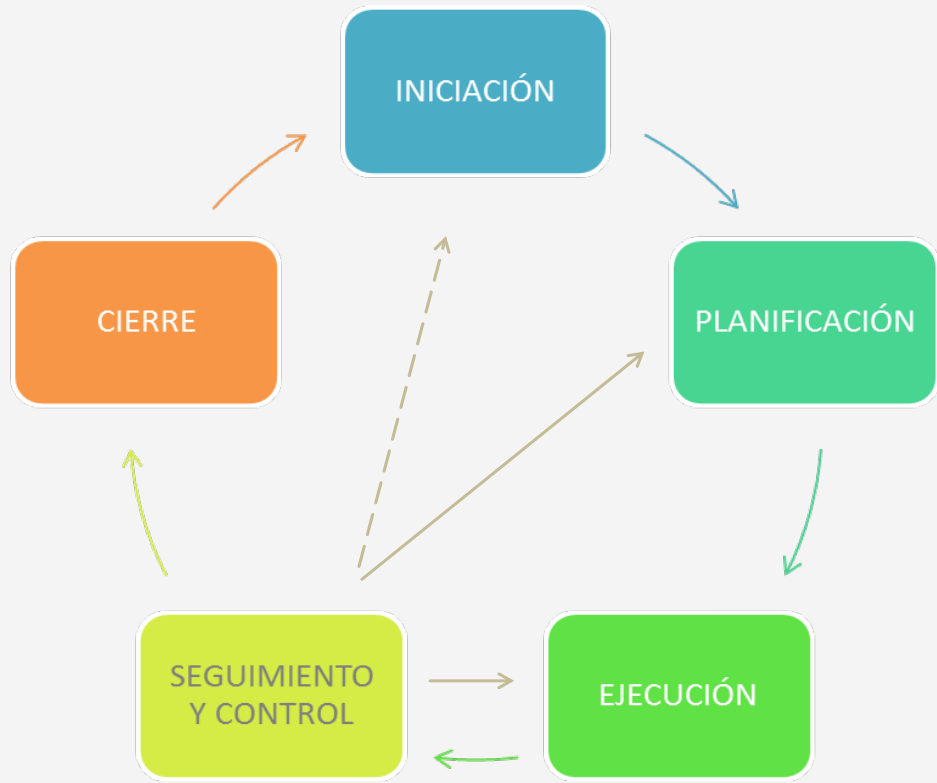 INICIACIÓN
CIERRE
PLANIFICACIÓN
SEGUIMIENTO
Y CONTROL
EJECUCIÓN